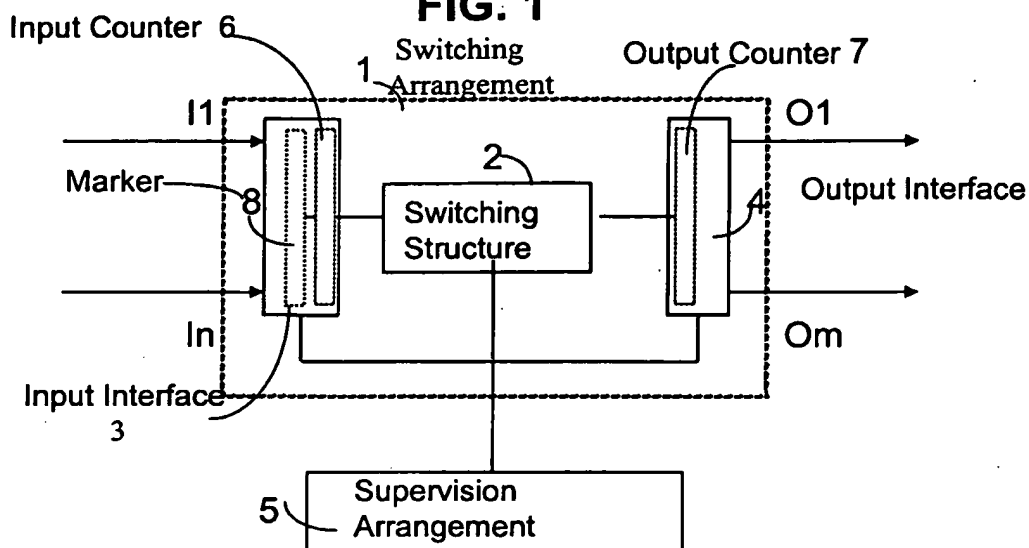 FIG. 1
Input Counter 6
Switching
Arrangement
1
Output Counter 7
I1
O1
Marker
8
2
Switching
Structure
4
Output Interface
In
Om
Input Interface
3
5
Supervision
Arrangement